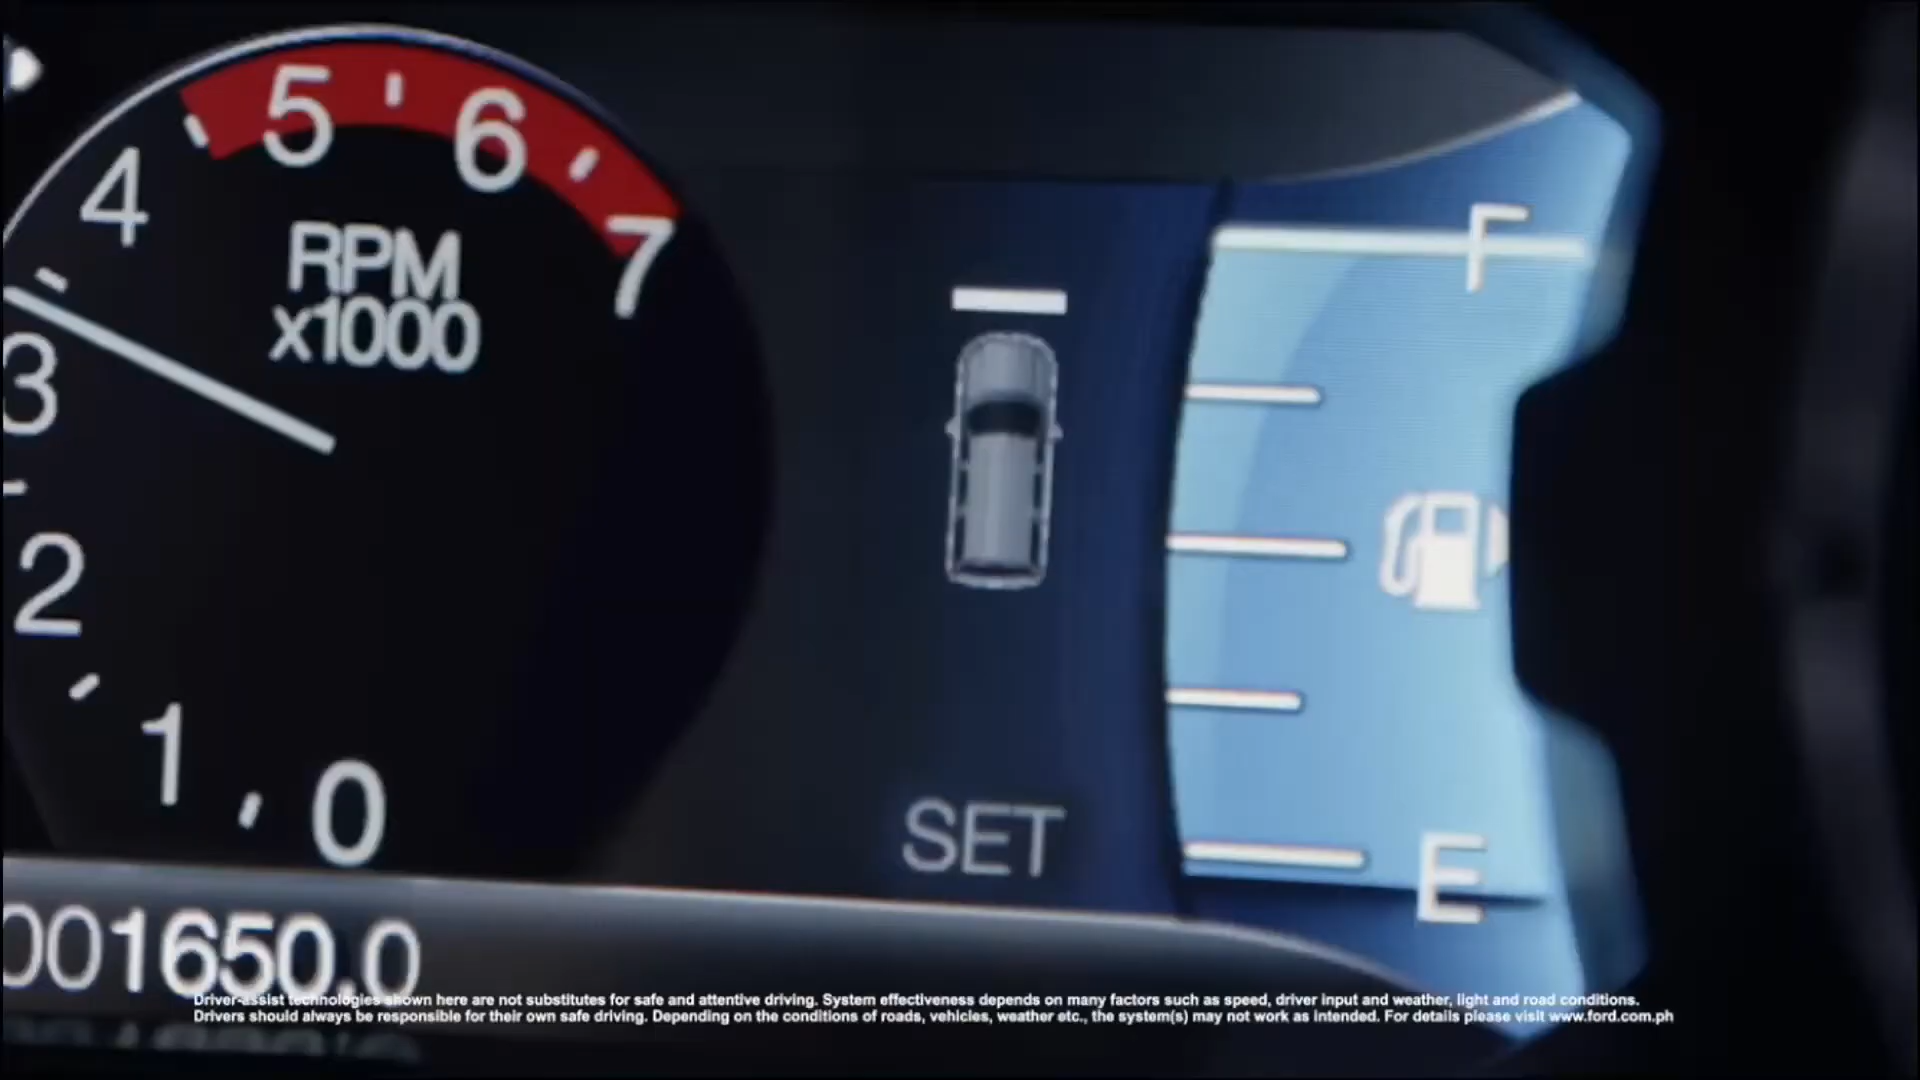 5
6
4
F
RPM
7
x1000
3
2
1
0
SET
E
001650.0
Driver-assist technologies shown here are not substitutes for safe and attentive driving. System effectiveness depends on many factors such as speed, driver input and weather, light and road conditions.
Drivers should always be responsible for their own safe driving. Depending on the conditions of roads, vehicles, weather etc., the system(s) may not work as intended. For details please visit www.ford.com.ph